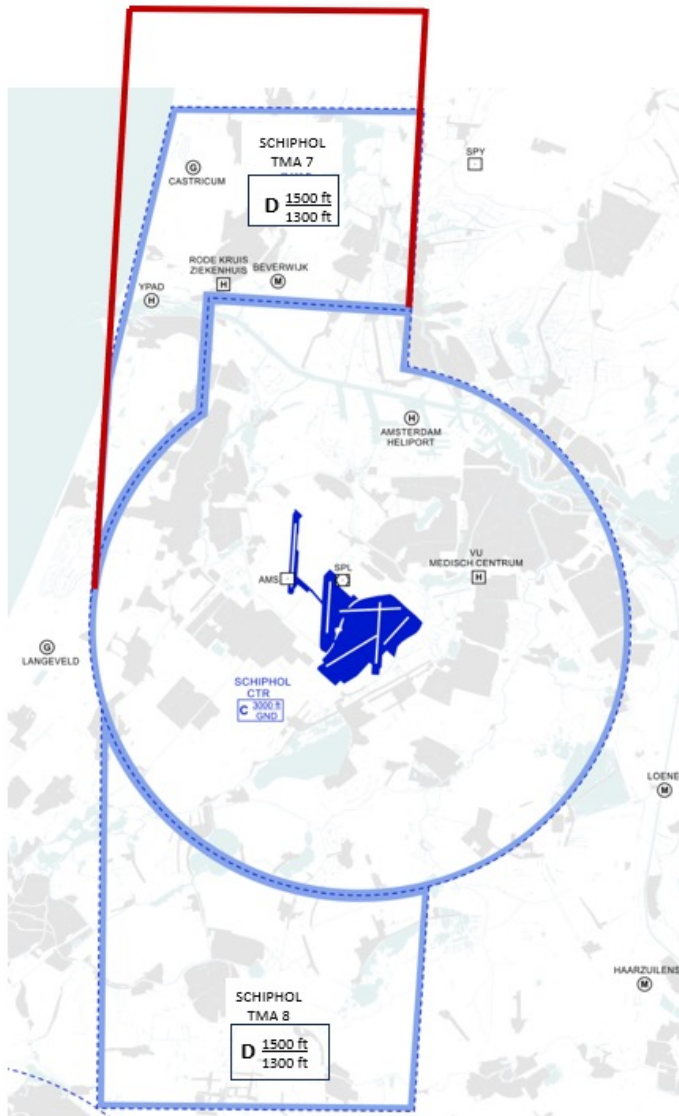 SCHIPHOL
TMA 7
D 1500 ft
1300 ft
G
CASTRICUM
SPY
RODE KRUIS
ZIEKENHUIS
H
BEVERWIJK
M
YPAD
H
H
AMSTERDAM
HELIPORT
VU
MEDISCH CENTRUM
H
AMS
SPL
G
LANGEVELD
SCHIPHOL
CTR
C 3000 ft
GND
LOENE
M
HAARZUILENS
M
SCHIPHOL
TMA 8
D 1500 ft
1300 ft